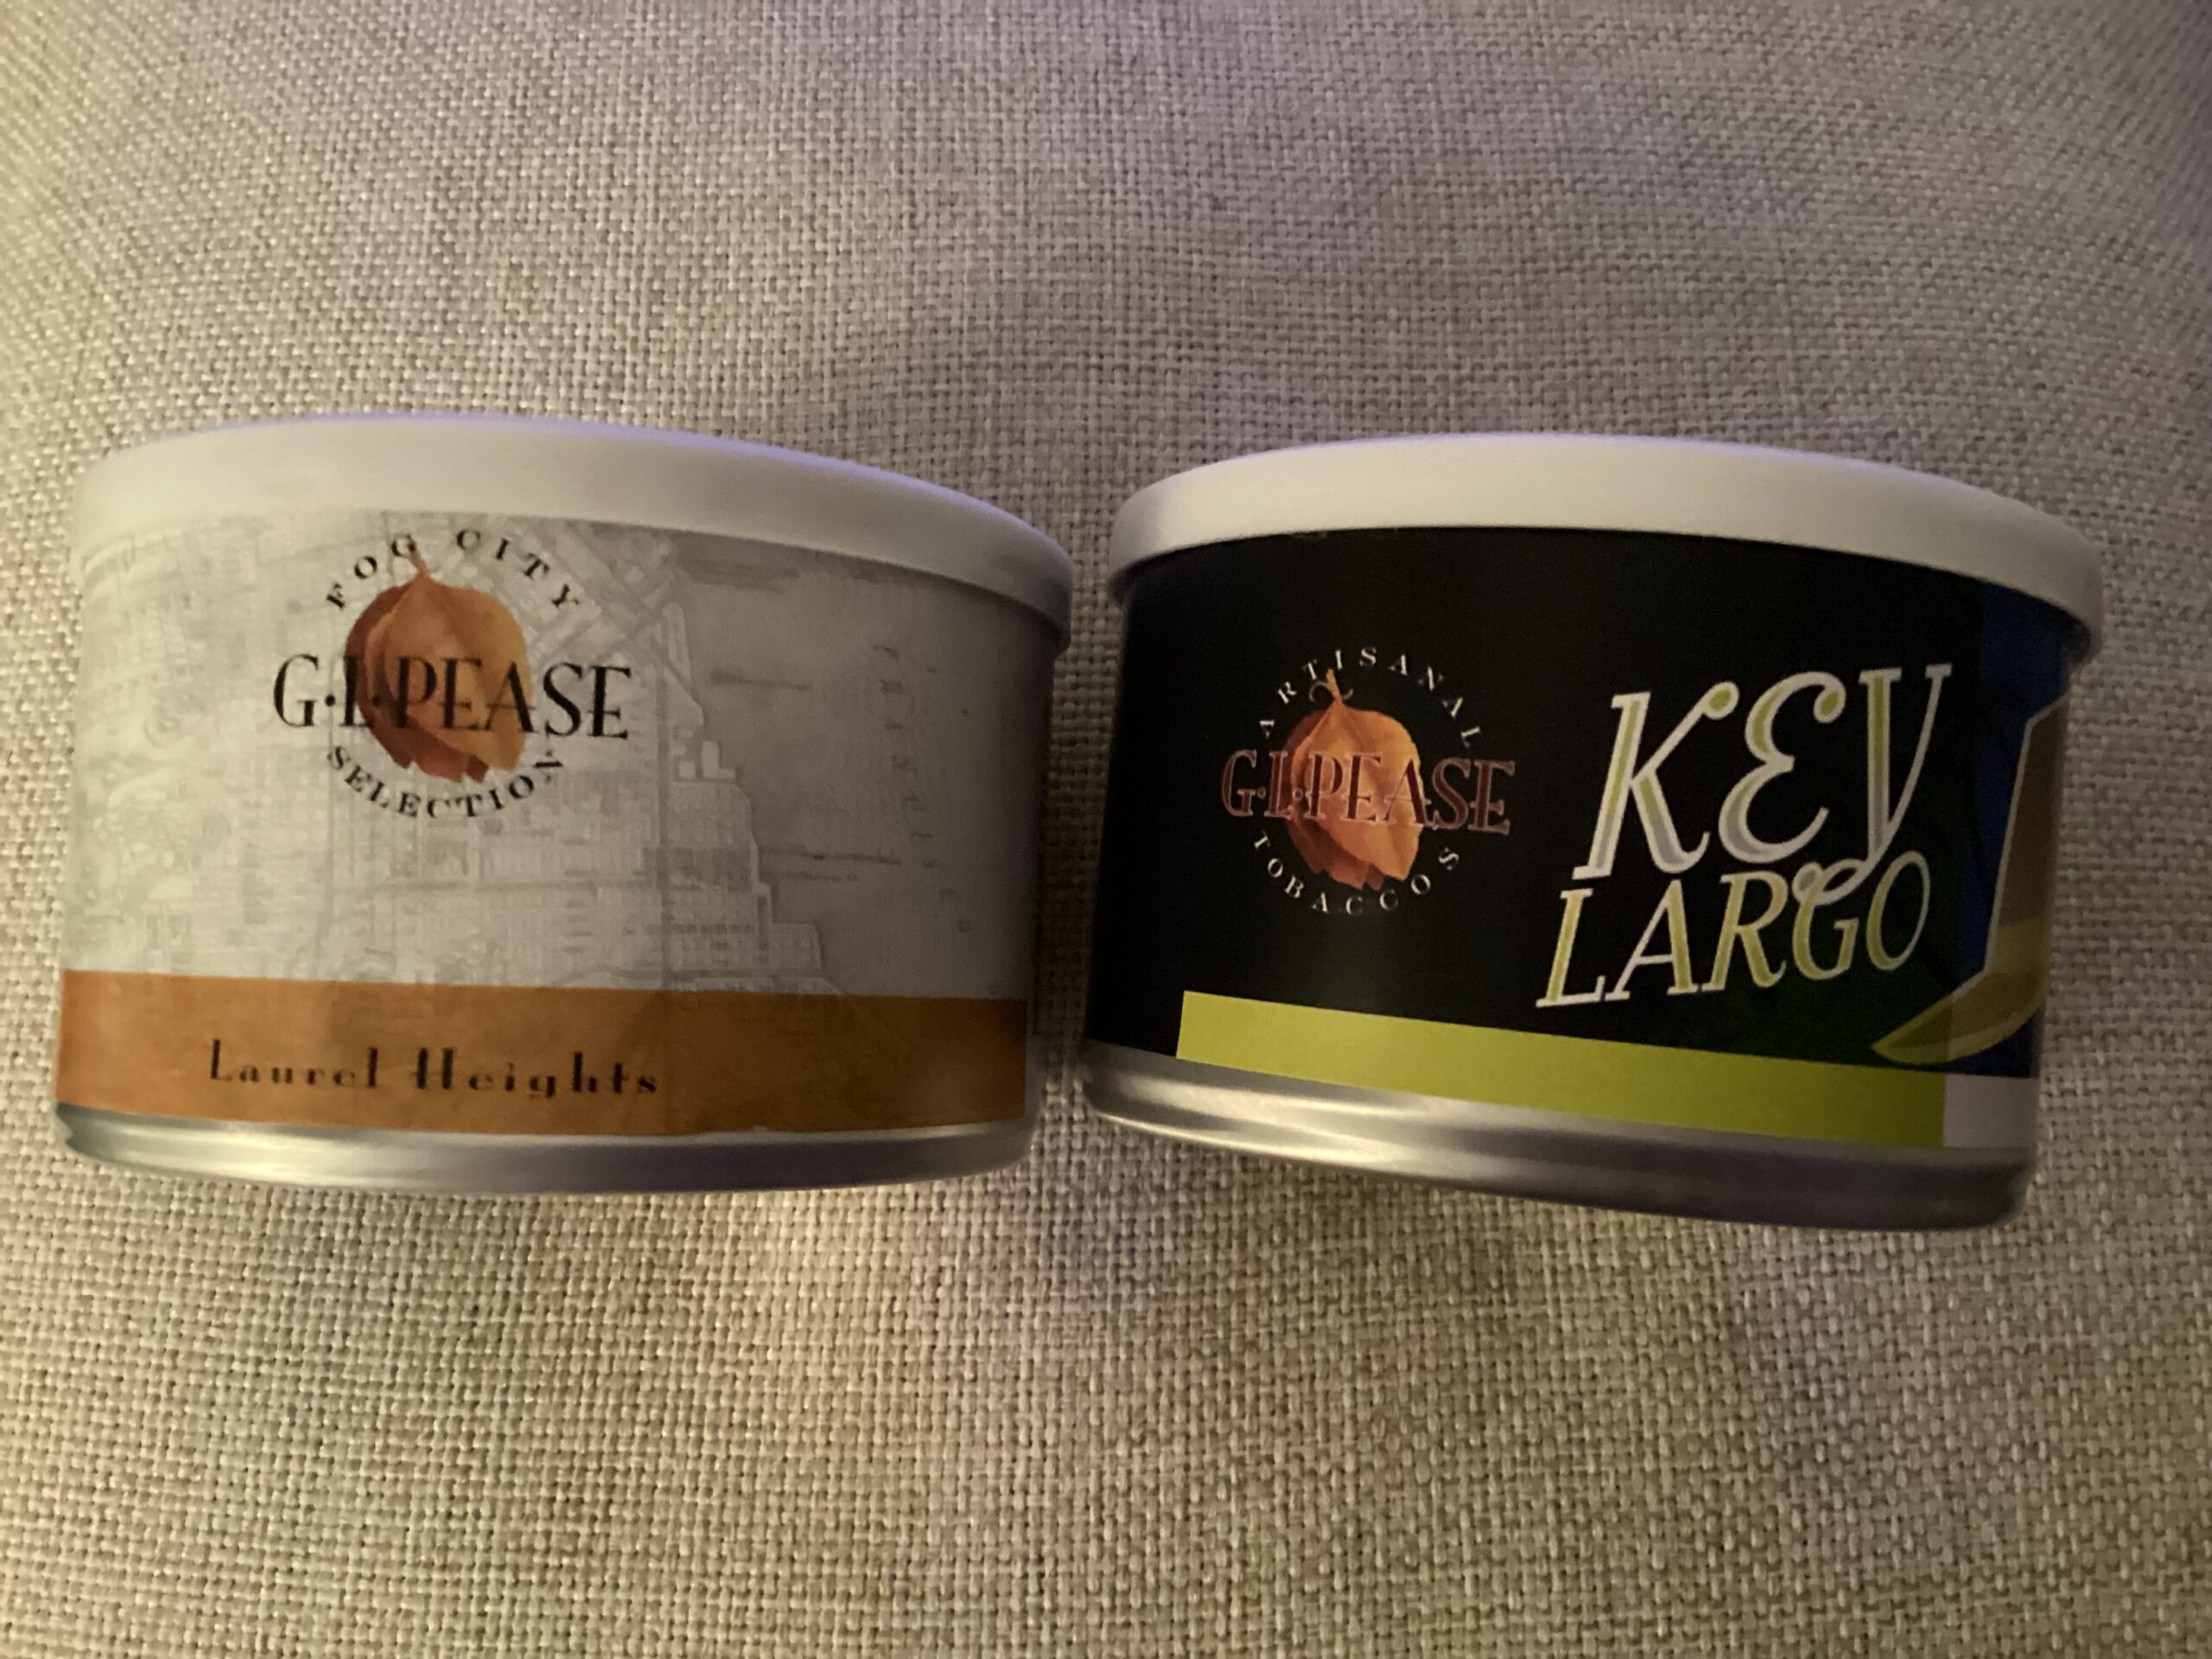 FOG CITY
G·L·PEASE
SELECTION
Laurel Heights
ARTISANAL
G·L·PEASE
TOBACCOS
KEY
LARGO